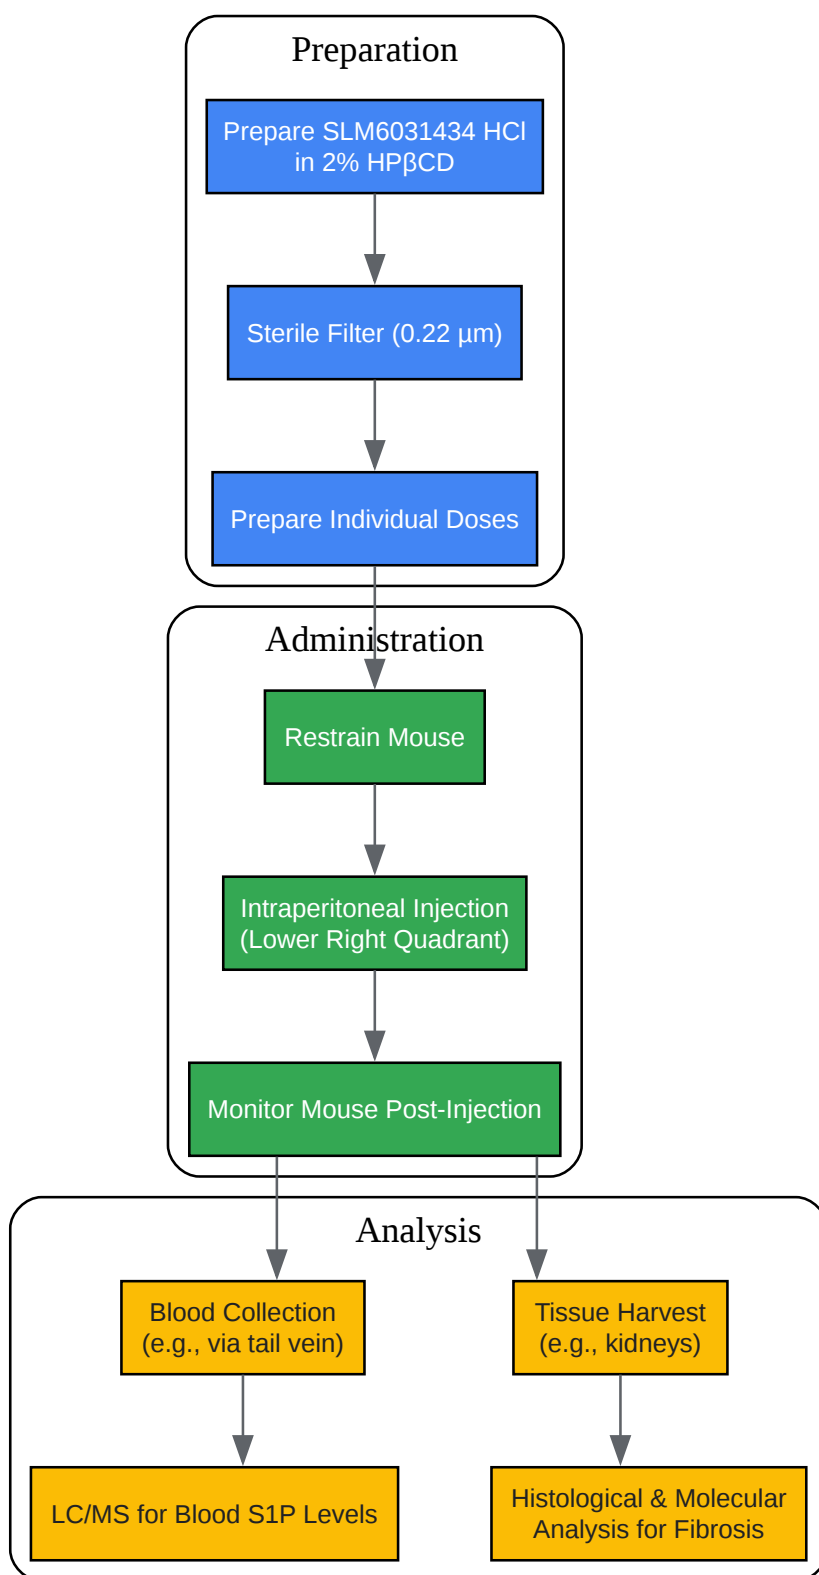 Preparation
Prepare SLM6031434 HCl
in 2% HPβCD
Sterile Filter (0.22 µm)
Prepare Individual Doses
Administration
Restrain Mouse
Intraperitoneal Injection
(Lower Right Quadrant)
Monitor Mouse Post-Injection
Analysis
Blood Collection
(e.g., via tail vein)
Tissue Harvest
(e.g., kidneys)
LC/MS for Blood S1P Levels
Histological & Molecular
Analysis for Fibrosis